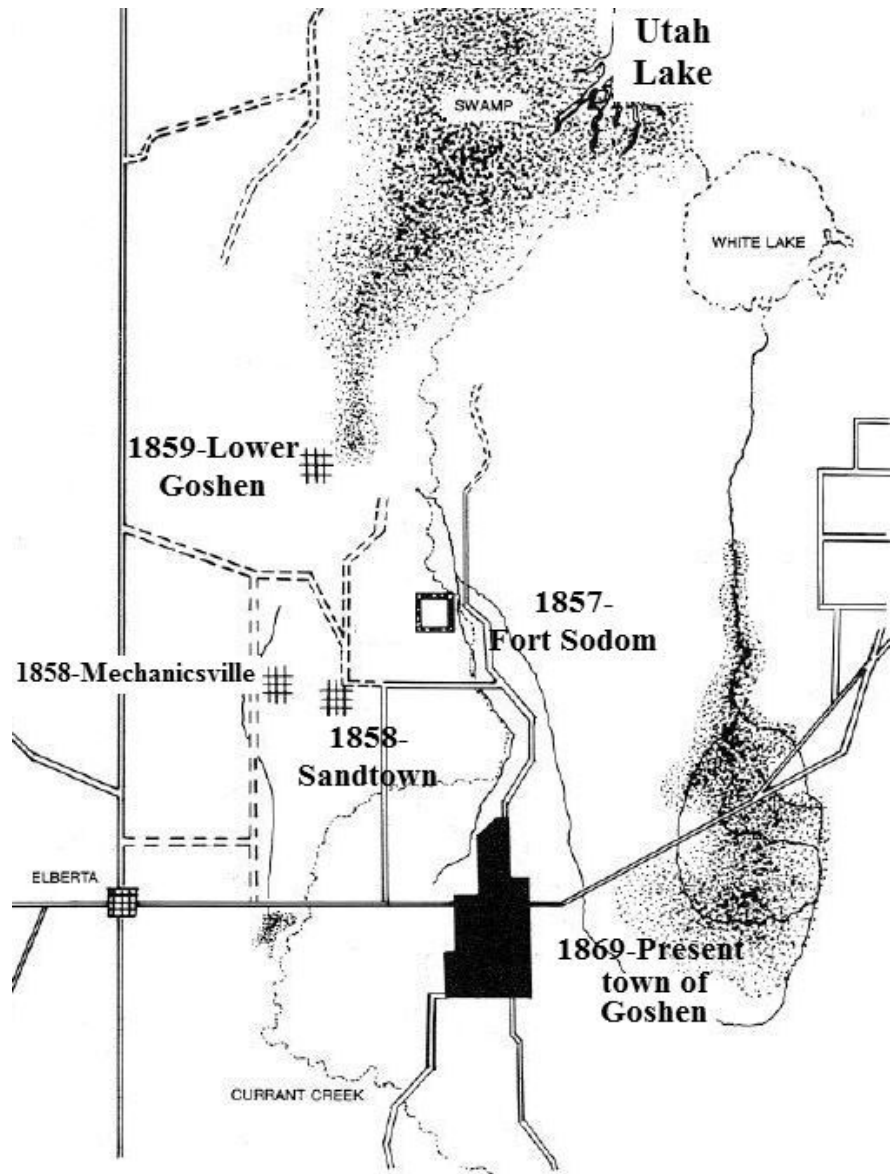 Utah
Lake
SWAMP
WHITE LAKE
1859-Lower
Goshen
1857-
Fort Sodom
1858-Mechanicsville
1858-
Sandtown
ELBERTA
1869-Present
town of
Goshen
CURRANT CREEK